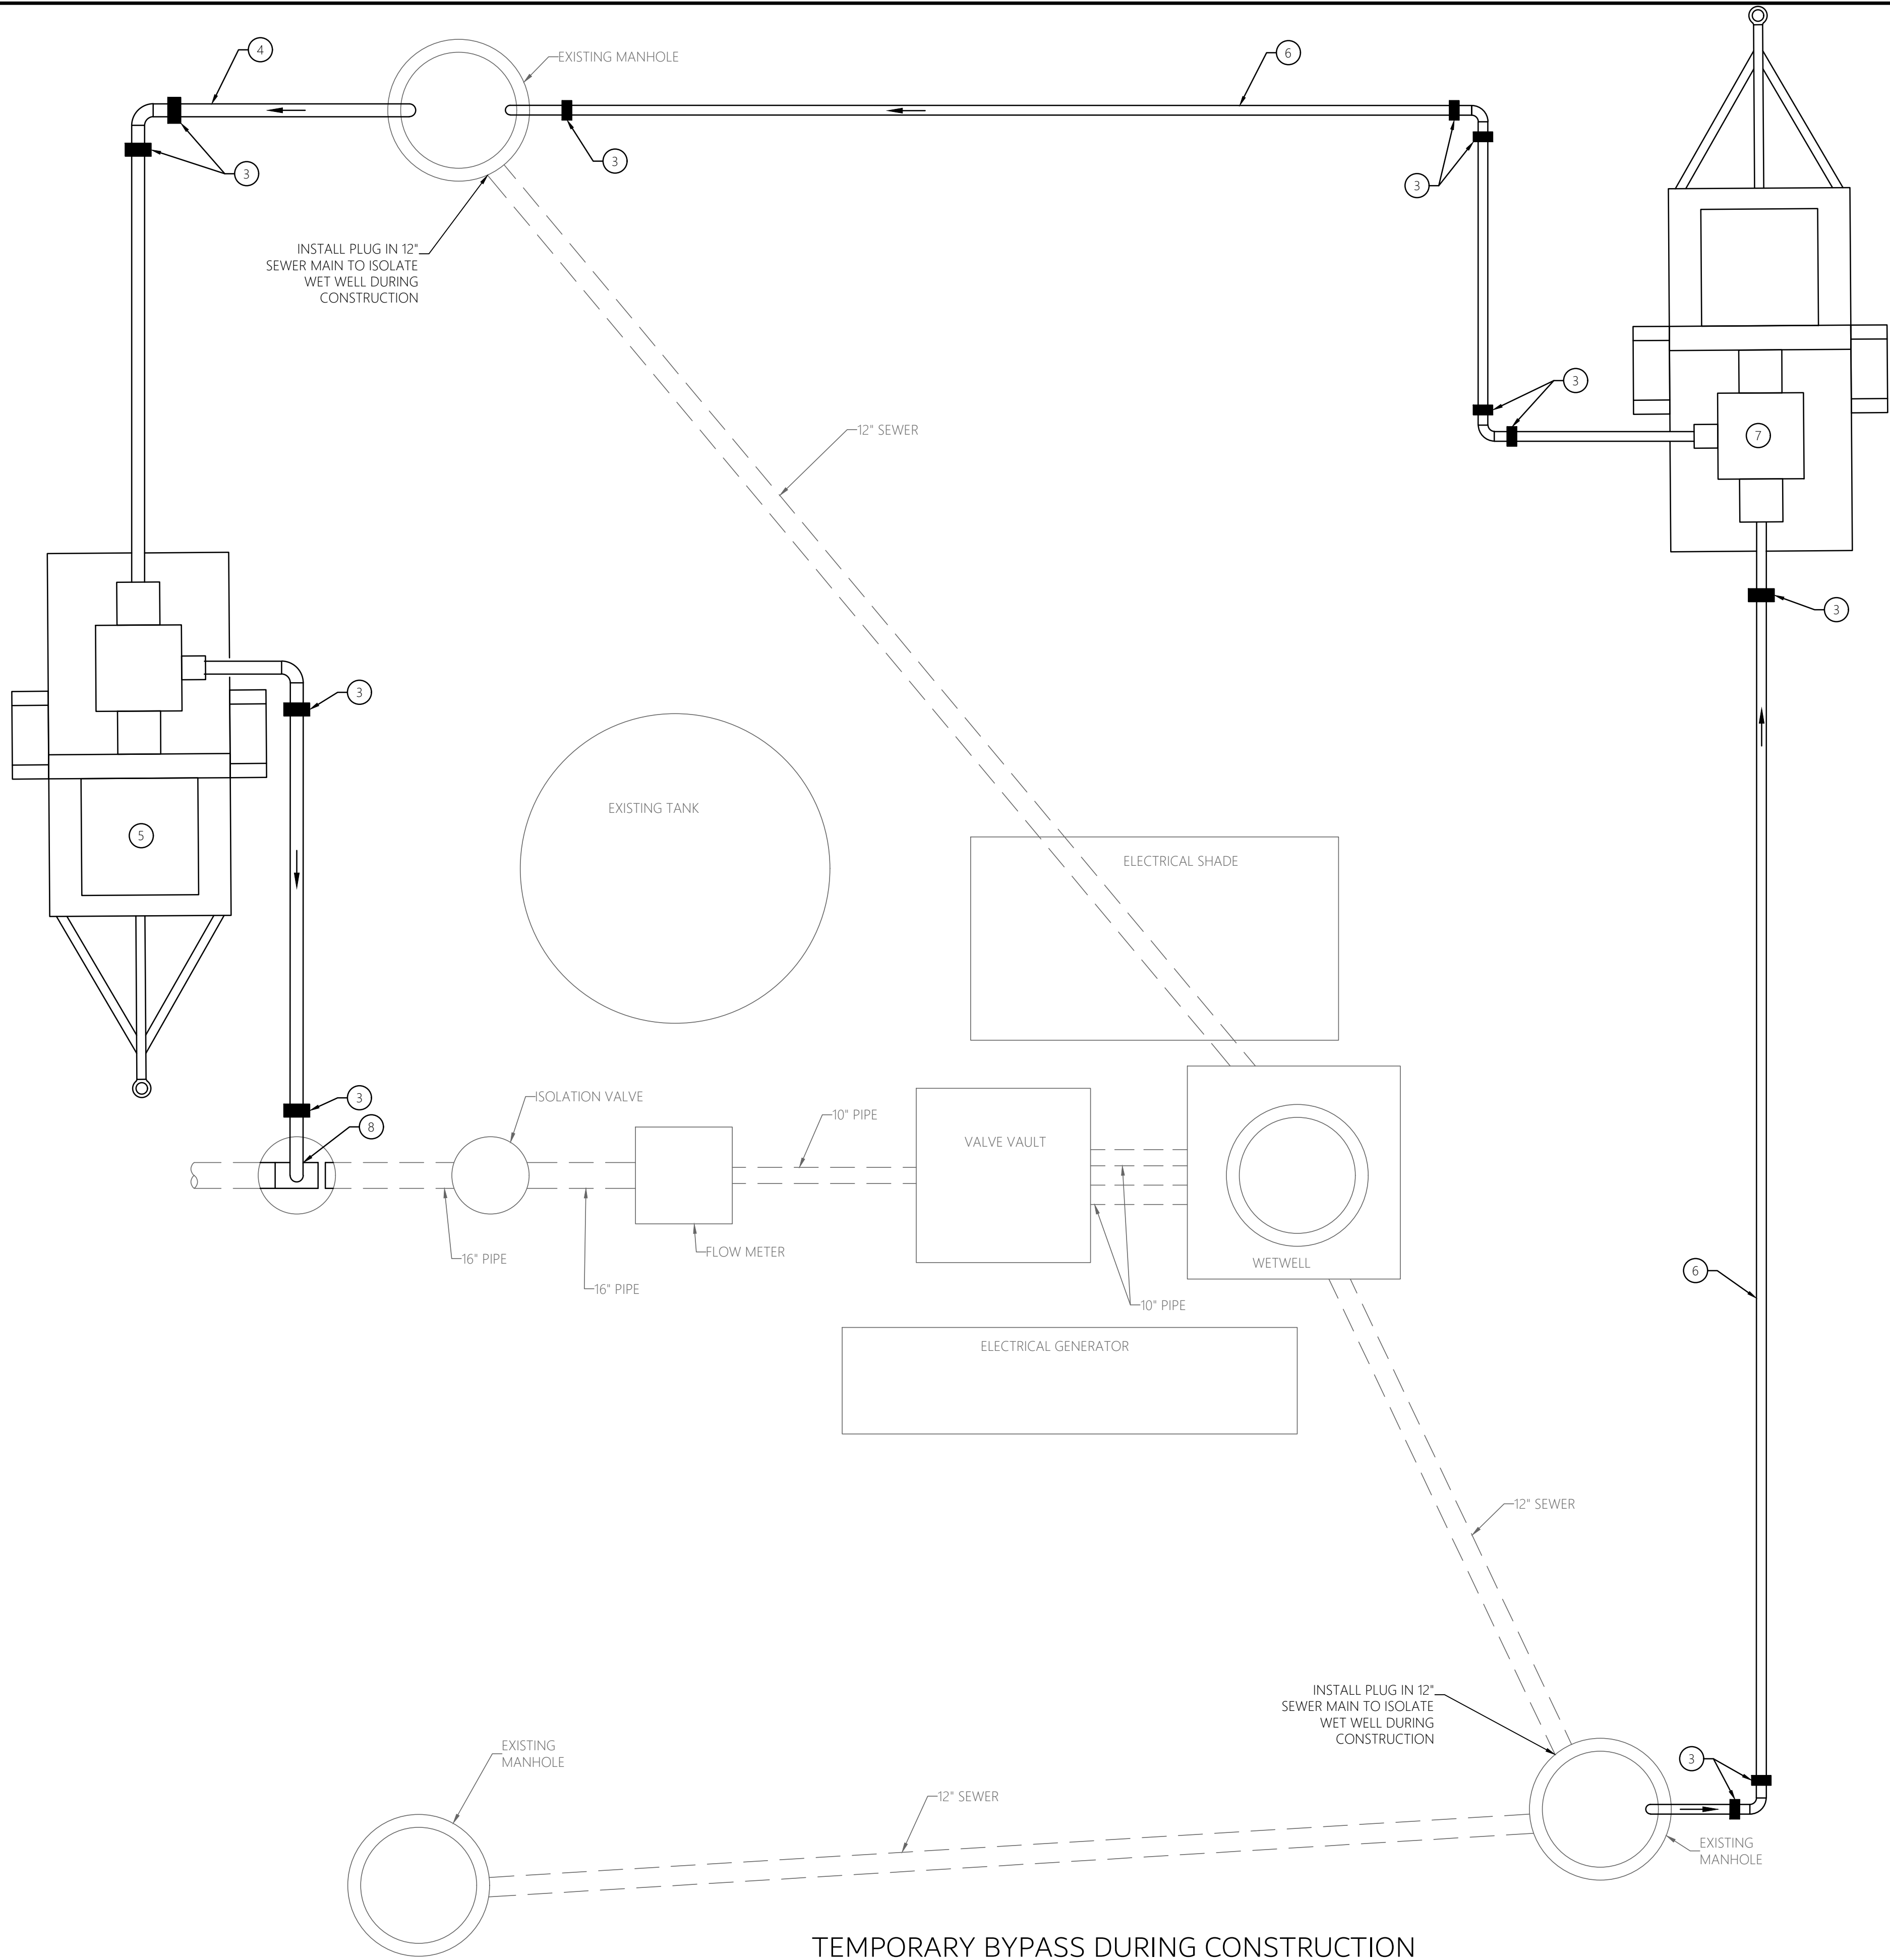 4
EXISTING MANHOLE
6
3
3
3
INSTALL PLUG IN 12"
SEWER MAIN TO ISOLATE
WET WELL DURING
CONSTRUCTION
3
12" SEWER
7
3
3
EXISTING TANK
5
ELECTRICAL SHADE
3
ISOLATION VALVE
8
10" PIPE
VALVE VAULT
16" PIPE
FLOW METER
WETWELL
16" PIPE
10" PIPE
6
ELECTRICAL GENERATOR
12" SEWER
INSTALL PLUG IN 12"
SEWER MAIN TO ISOLATE
WET WELL DURING
CONSTRUCTION
EXISTING
MANHOLE
3
12" SEWER
EXISTING
MANHOLE
TEMPORARY BYPASS DURING CONSTRUCTION